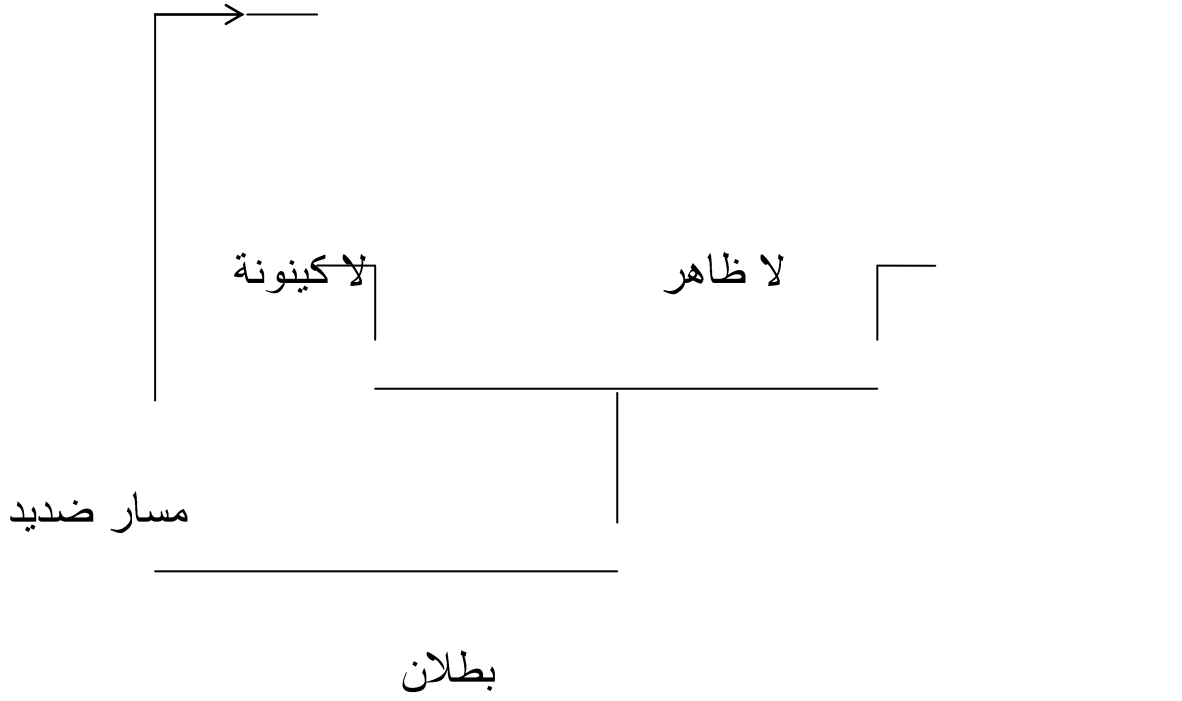 لا ظاهر
لا كينونة
مسار ضديد
بطلان